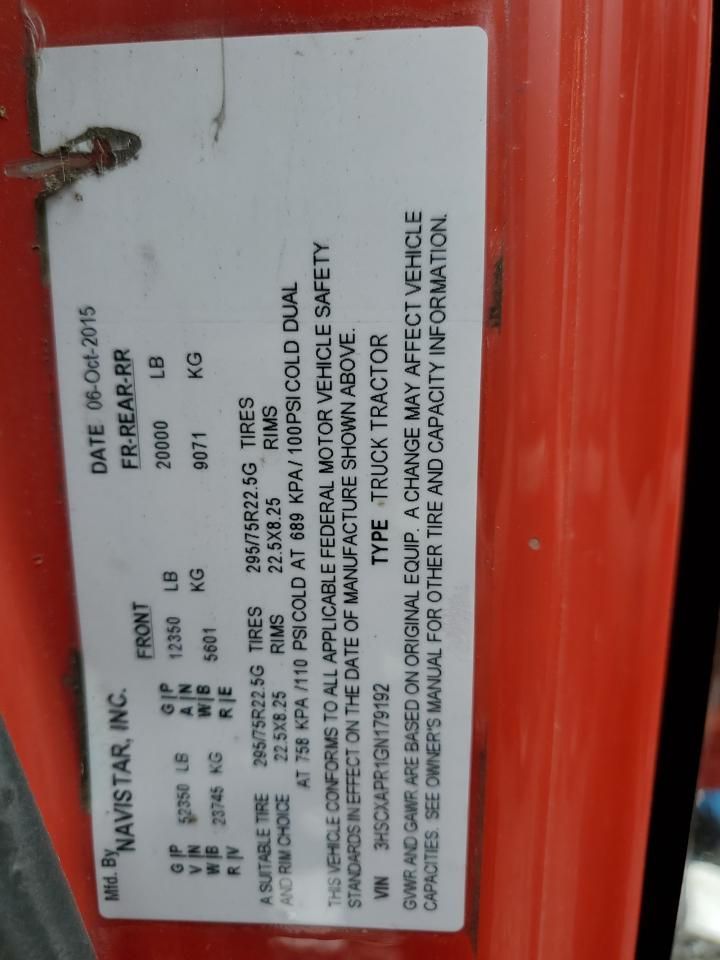 Mfd. By NAVISTAR, INC. DATE 06-Oct-2015
FRONT FR-REAR-RR
G|P 52350 LB G|P 12350 LB 20000 LB
V|N A|N
W|B 23745 KG W|B 5601 KG 9071 KG
R|V R|E
A SUITABLE TIRE 295/75R22.5G TIRES 295/75R22.5G TIRES
AND RIM CHOICE 22.5X8.25 RIMS 22.5X8.25 RIMS
AT 758 KPA /110 PSI COLD AT 689 KPA/ 100PSI COLD DUAL
THIS VEHICLE CONFORMS TO ALL APPLICABLE FEDERAL MOTOR VEHICLE SAFETY
STANDARDS IN EFFECT ON THE DATE OF MANUFACTURE SHOWN ABOVE.
VIN 3HSCXAPR1GN179192 TYPE TRUCK TRACTOR
GVWR AND GAWR ARE BASED ON ORIGINAL EQUIP. A CHANGE MAY AFFECT VEHICLE
CAPACITIES. SEE OWNER'S MANUAL FOR OTHER TIRE AND CAPACITY INFORMATION.